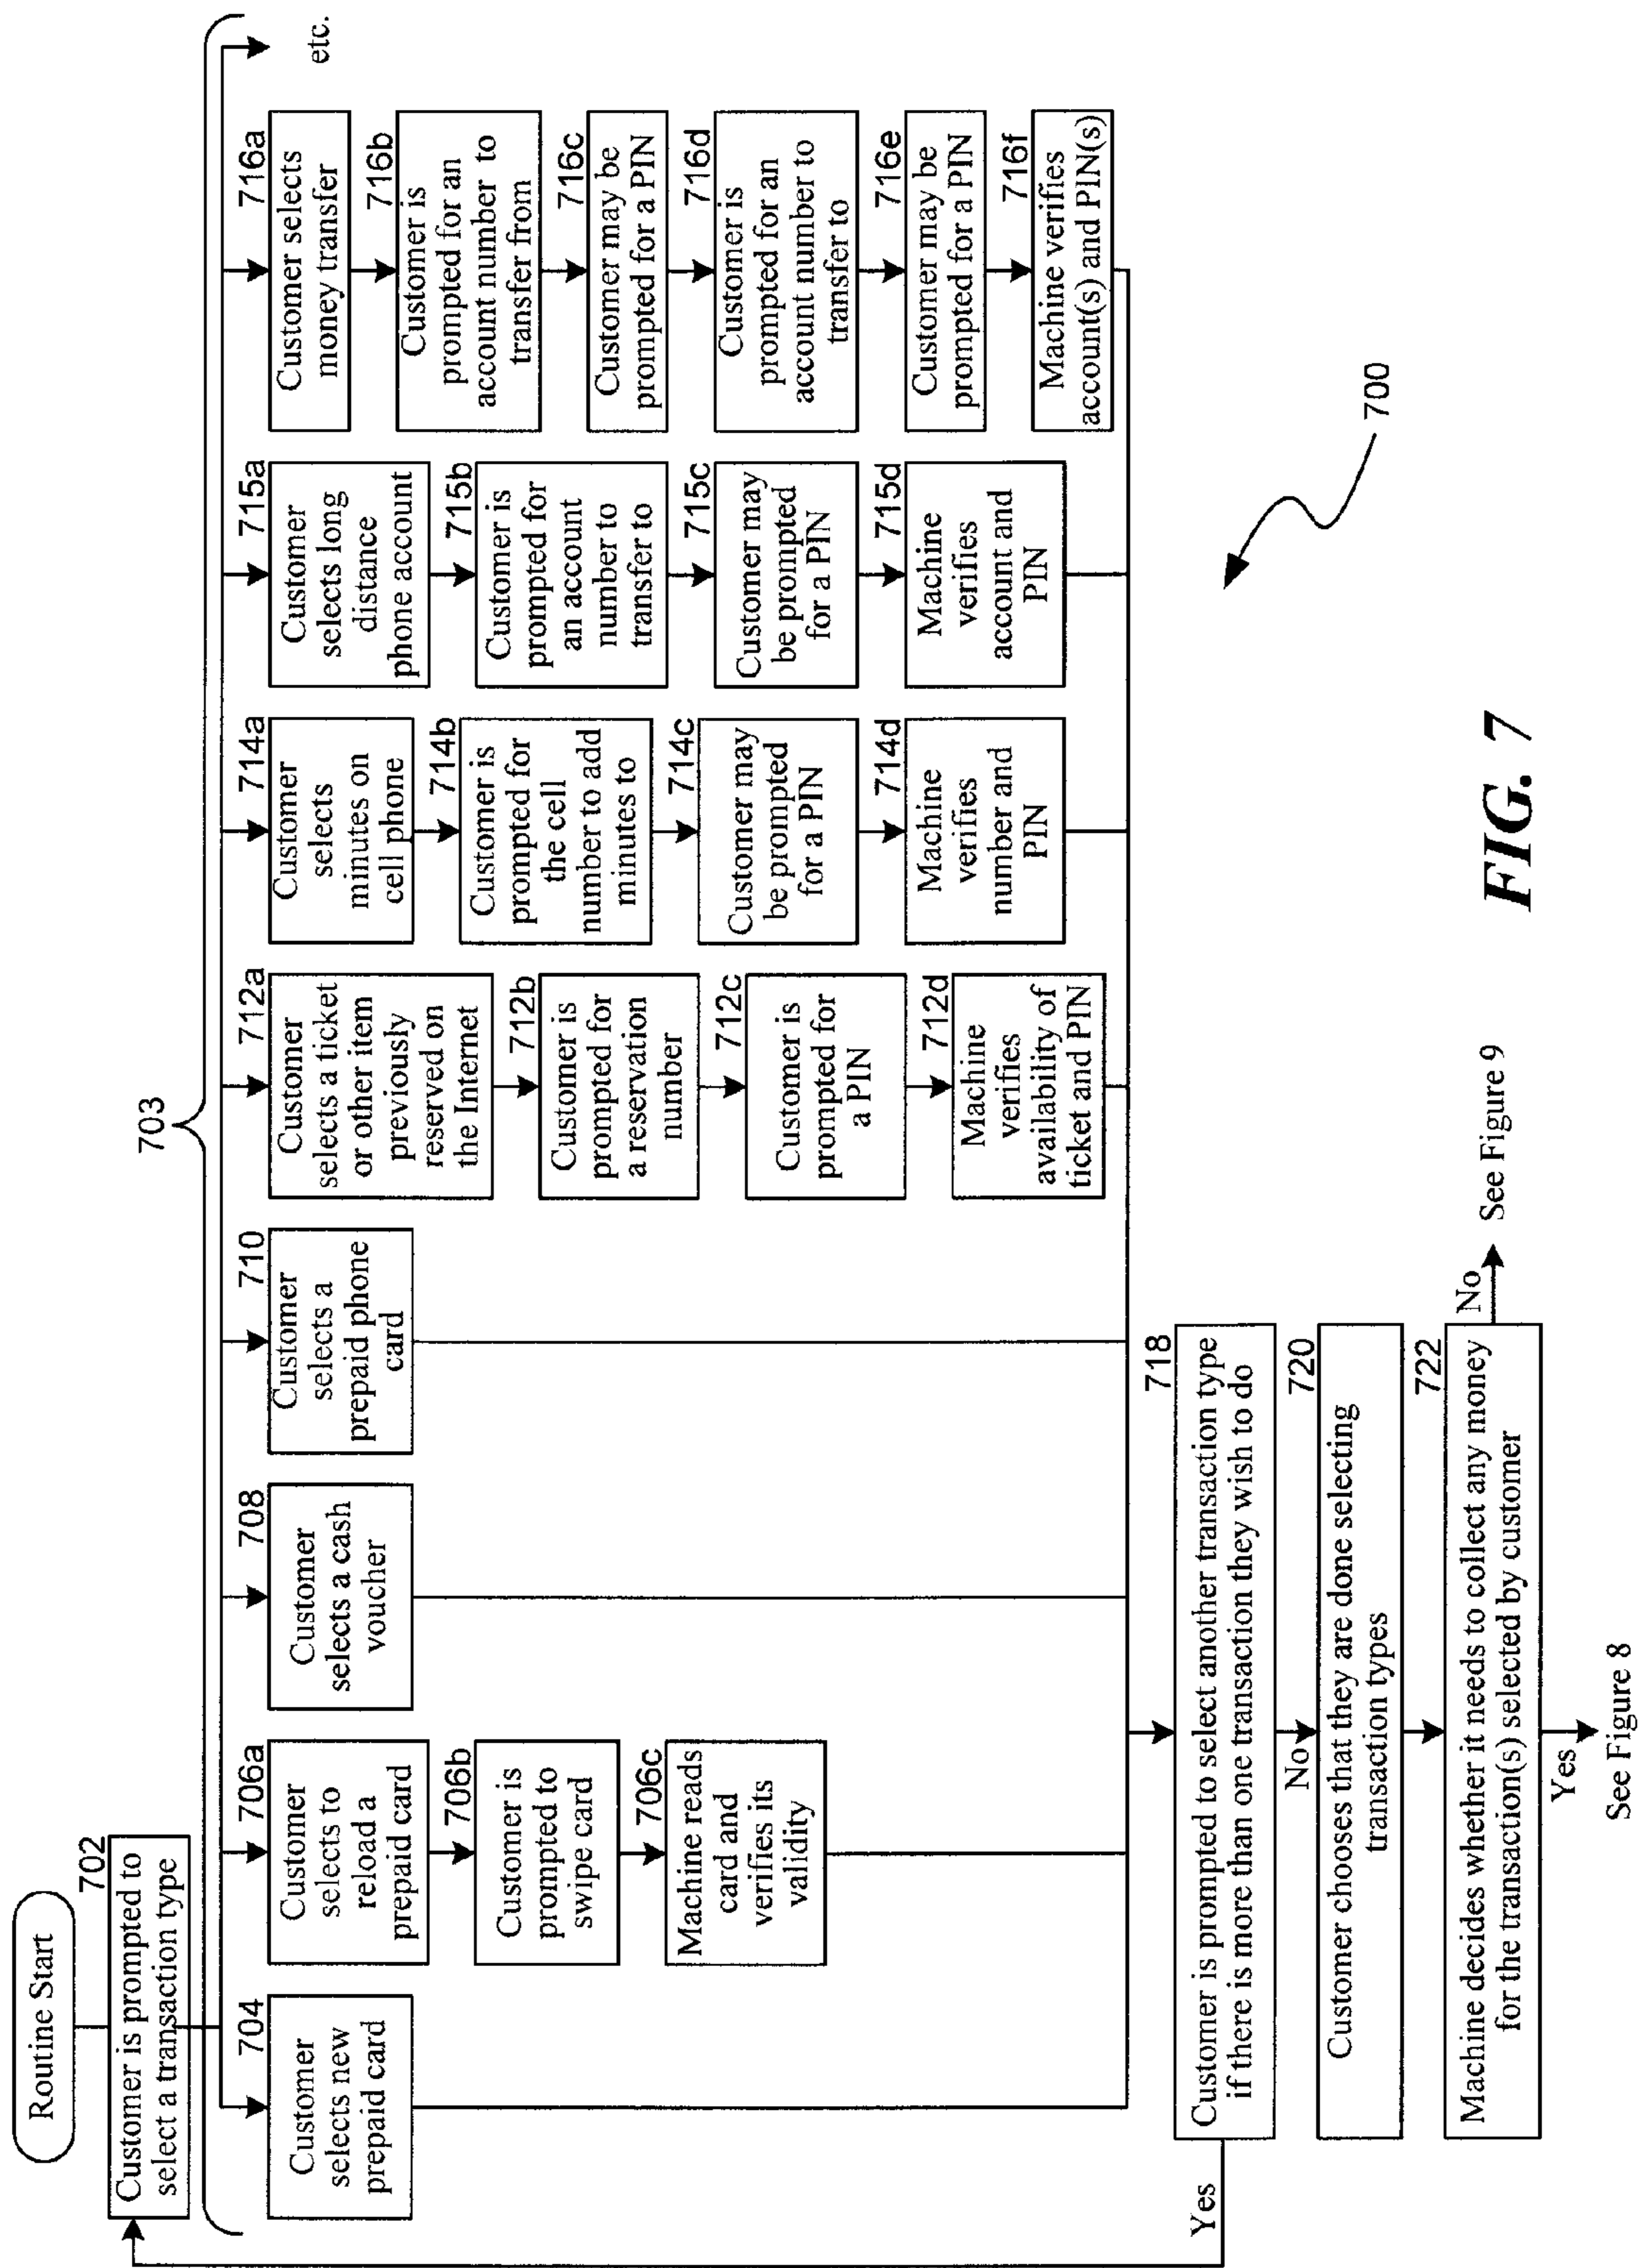 Routine Start
702
Customer is prompted to
select a transaction type
703
704
Customer
selects new
prepaid card
706a
Customer
selects to
reload a
prepaid card
706b
Customer is
prompted to
swipe card
706c
Machine reads
card and
verifies its
validity
708
Customer
selects a cash
voucher
710
Customer
selects a
prepaid phone
card
712a
Customer
selects a ticket
or other item
previously
reserved on
the Internet
712b
Customer is
prompted for
a reservation
number
712c
Customer is
prompted for
a PIN
712d
Machine
verifies
availability of
ticket and PIN
714a
Customer
selects
minutes on
cell phone
714b
Customer is
prompted for
the cell
number to add
minutes to
714c
Customer may
be prompted
for a PIN
714d
Machine
verifies
number and
PIN
715a
Customer
selects long
distance
phone account
715b
Customer is
prompted for
an account
number to
transfer to
715c
Customer may
be prompted
for a PIN
715d
Machine
verifies
account and
PIN
716a
Customer selects
money transfer
716b
Customer is
prompted for an
account number to
transfer from
716c
Customer may be
prompted for a PIN
716d
Customer is
prompted for an
account number to
transfer to
716e
Customer may be
prompted for a PIN
716f
Machine verifies
account(s) and PIN(s)
etc.
718
Customer is prompted to select another transaction type
if there is more than one transaction they wish to do
Yes
No
720
Customer chooses that they are done selecting
transaction types
722
Machine decides whether it needs to collect any money
for the transaction(s) selected by customer
No
See Figure 9
Yes
See Figure 8
700
FIG. 7